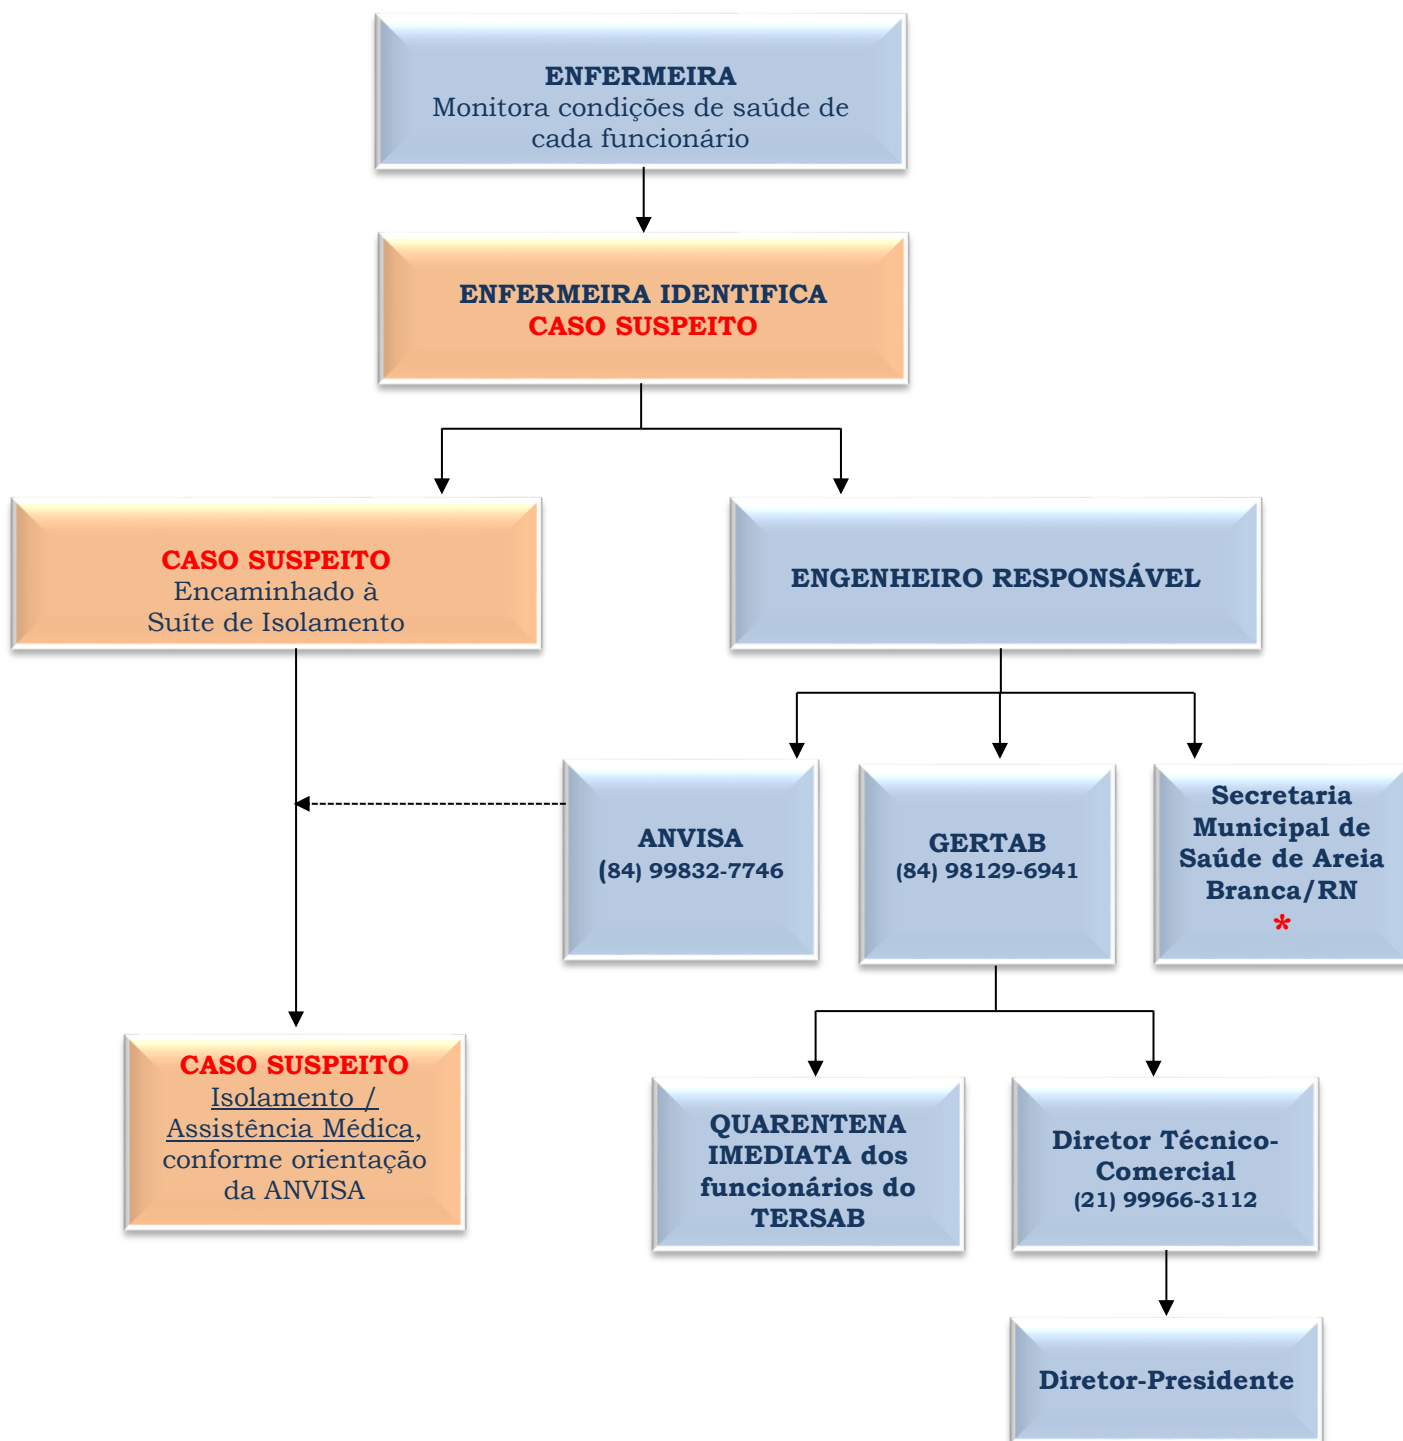 ENFERMEIRA
Monitora condições de saúde de
cada funcionário
ENFERMEIRA IDENTIFICA
CASO SUSPEITO
CASO SUSPEITO
Encaminhado à
Suíte de Isolamento
ENGENHEIRO RESPONSÁVEL
ANVISA
(84) 99832-7746
GERTAB
(84) 98129-6941
Secretaria
Municipal de
Saúde de Areia
Branca/RN
*
CASO SUSPEITO
Isolamento /
Assistência Médica,
conforme orientação
da ANVISA
QUARENTENA
IMEDIATA dos
funcionários do
TERSAB
Diretor Técnico-
Comercial
(21) 99966-3112
Diretor-Presidente